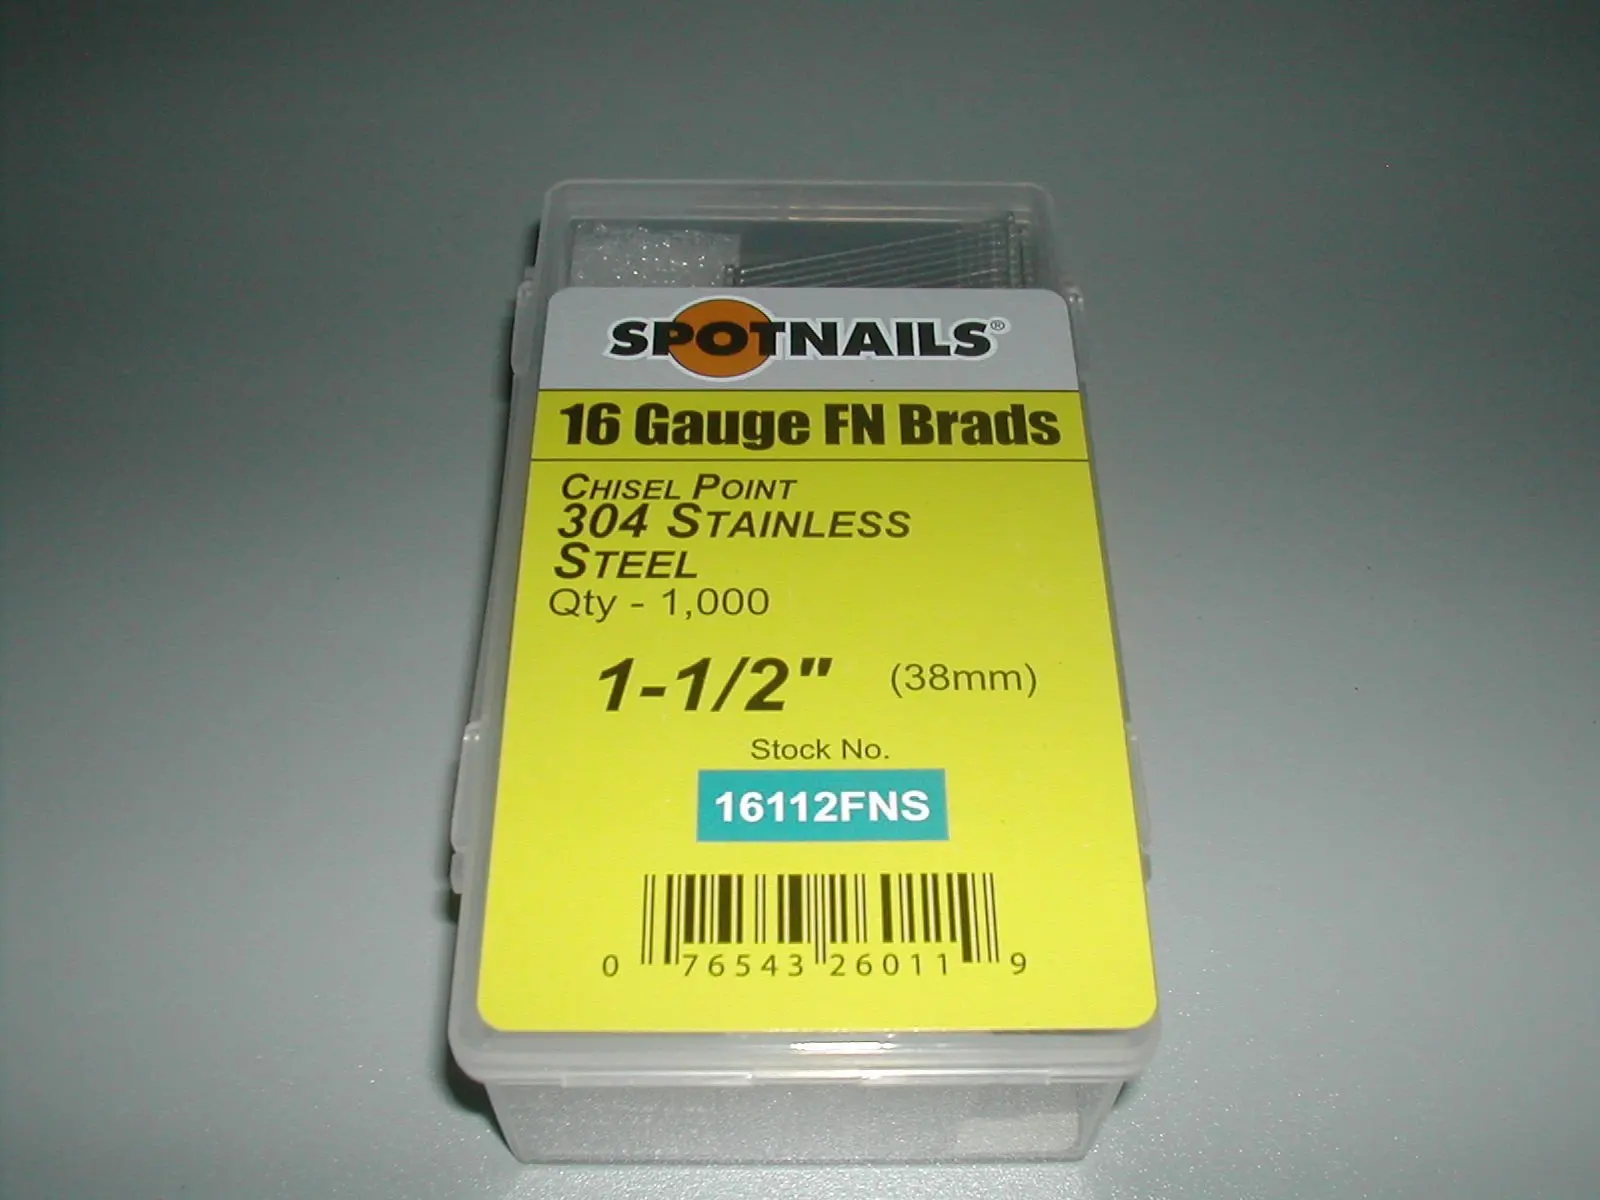 SPOTNAILS®
16 Gauge FN Brads
CHISEL POINT
304 STAINLESS
STEEL
Qty - 1,000
1-1/2" (38mm)
Stock No.
16112FNS
0 76543 26011 9